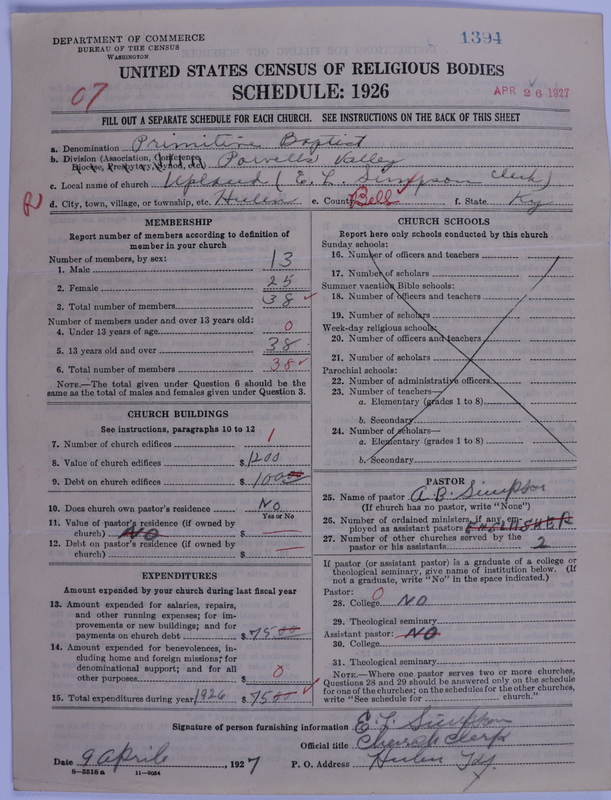 DEPARTMENT OF COMMERCE
BUREAU OF THE CENSUS
WASHINGTON
1394
UNITED STATES CENSUS OF RELIGIOUS BODIES
SCHEDULE: 1926
07
APR 26 1927
FILL OUT A SEPARATE SCHEDULE FOR EACH CHURCH. SEE INSTRUCTIONS ON THE BACK OF THIS SHEET
a. Denomination Primitive Baptist
b. Division (Association, Conference, Diocese, Presbytery, Synod, etc.) Powells Valley
c. Local name of church Upland (E. L. Simpson Clerk)
d. City, town, village, or township, etc. Hulen e. County Bell f. State Ky
MEMBERSHIP
Report number of members according to definition of
member in your church
Number of members, by sex:
1. Male 13
2. Female 25
3. Total number of members 38
Number of members under and over 13 years old:
4. Under 13 years of age 0
5. 13 years old and over 38
6. Total number of members 38
NOTE.—The total given under Question 6 should be the
same as the total of males and females given under Question 3.
CHURCH BUILDINGS
See instructions, paragraphs 10 to 12
7. Number of church edifices 1
8. Value of church edifices $1200
9. Debt on church edifices $100.00
10. Does church own pastor's residence No
Yes or No
11. Value of pastor's residence (if owned by
church) No $ —
12. Debt on pastor's residence (if owned by
church) $ —
EXPENDITURES
Amount expended by your church during last fiscal year
13. Amount expended for salaries, repairs,
and other running expenses; for im-
provements or new buildings; and for
payments on church debt $75.00
14. Amount expended for benevolences, in-
cluding home and foreign missions; for
denominational support; and for all
other purposes $ 0
15. Total expenditures during year 1926 $75.00
CHURCH SCHOOLS
Report here only schools conducted by this church
Sunday schools:
16. Number of officers and teachers
17. Number of scholars
Summer vacation Bible schools:
18. Number of officers and teachers
19. Number of scholars
Week-day religious schools:
20. Number of officers and teachers
21. Number of scholars
Parochial schools:
22. Number of administrative officers
23. Number of teachers—
a. Elementary (grades 1 to 8)
b. Secondary
24. Number of scholars—
a. Elementary (grades 1 to 8)
b. Secondary
PASTOR
25. Name of pastor A. B. Simpson
(If church has no pastor, write "None")
26. Number of ordained ministers, if any, em-
ployed as assistant pastors
27. Number of other churches served by the
pastor or his assistants 2
If pastor (or assistant pastor) is a graduate of a college or
theological seminary, give name of institution below. (If
not a graduate, write "No" in the space indicated.)
Pastor: 0
28. College No
29. Theological seminary
Assistant pastor: No
30. College
31. Theological seminary
NOTE.—Where one pastor serves two or more churches,
Questions 28 and 29 should be answered only on the schedule
for one of the churches; on the schedules for the other churches,
write "See schedule for church."
Signature of person furnishing information E. L. Simpson
Official title Church Clerk
Date 9 April, 1927 P. O. Address Hulen Ky.
8—5518 a 11—9084